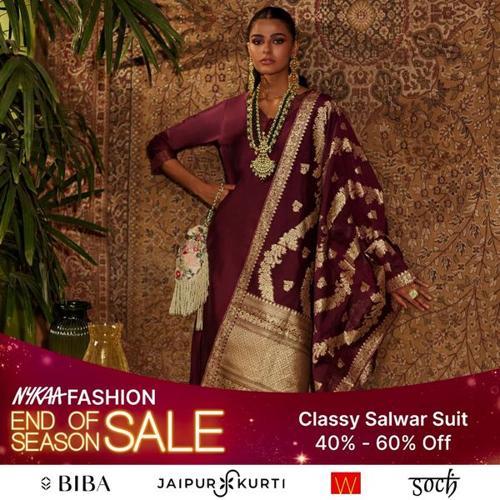 NYKAA FASHION
END OF
SEASON SALE
Classy Salwar Suit
40% - 60% Off
BIBA JAIPUR KURTI W soch